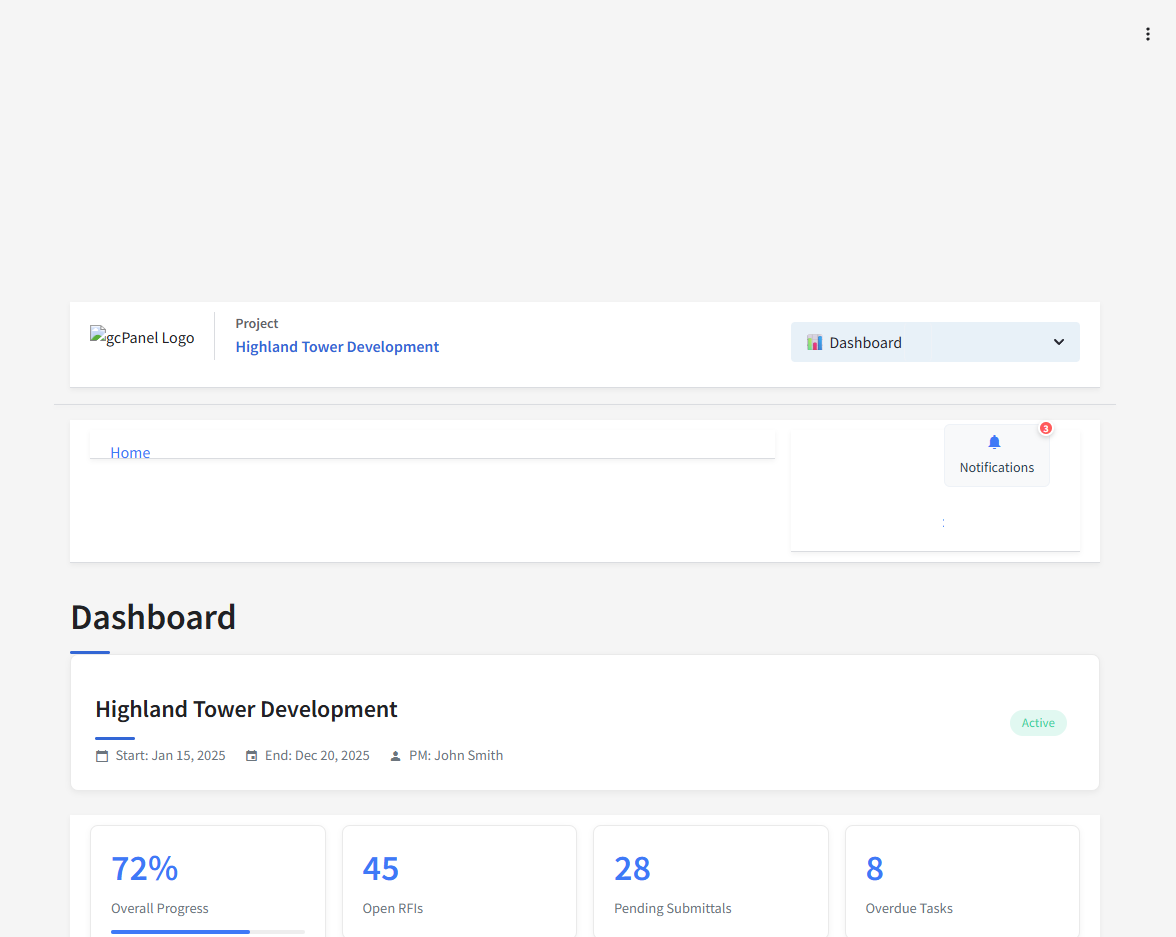 gcPanel Logo
Project
Highland Tower Development
Dashboard
Home
3
Notifications
:
Dashboard
Highland Tower Development
Active
Start: Jan 15, 2025 End: Dec 20, 2025 PM: John Smith
72% 45 28 8
Overall Progress Open RFIs Pending Submittals Overdue Tasks